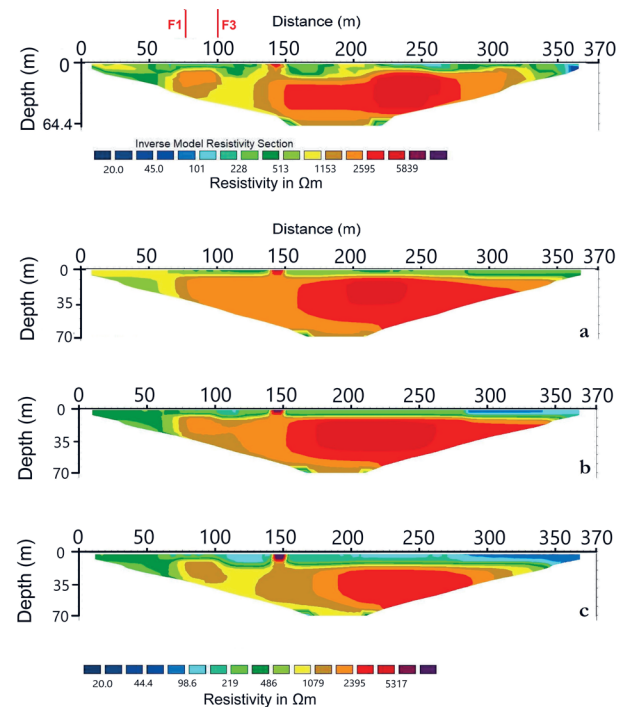 F1 F3
Distance (m)
0 50 100 150 200 250 300 350 370
Depth (m)
0
64.4
Inverse Model Resistivity Section
20.0 45.0 101 228 513 1153 2595 5839
Resistivity in Ωm
Distance (m)
0 50 100 150 200 250 300 350 370
Depth (m)
0
35
70
a
0 50 100 150 200 250 300 350 370
Depth (m)
0
35
70
b
0 50 100 150 200 250 300 350 370
Depth (m)
0
35
70
c
20.0 44.4 98.6 219 486 1079 2395 5317
Resistivity in Ωm